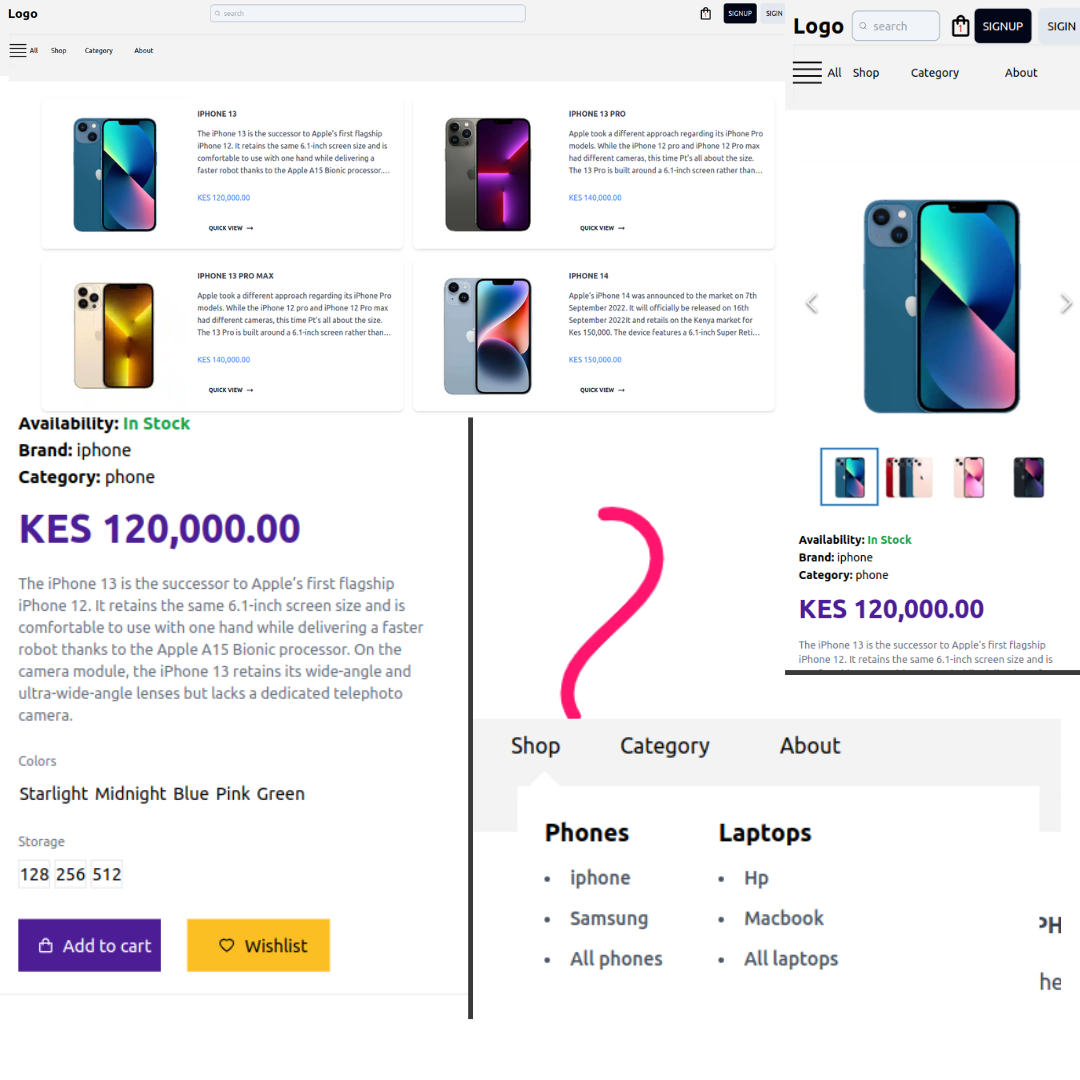 Logo
search
1
SIGNUP
SIGIN
All
Shop
Category
About
IPHONE 13
The iPhone 13 is the successor to Apple's first flagship
iPhone 12. It retains the same 6.1-inch screen size and is
comfortable to use with one hand while delivering a
faster robot thanks to the Apple A15 Bionic processor....
KES 120,000.00
QUICK VIEW →
IPHONE 13 PRO
Apple took a different approach regarding its iPhone Pro
models. While the iPhone 12 pro and iPhone 12 Pro max
had different cameras, this time Pt's all about the size.
The 13 Pro is built around a 6.1-inch screen rather than...
KES 140,000.00
QUICK VIEW →
IPHONE 13 PRO MAX
Apple took a different approach regarding its iPhone Pro
models. While the iPhone 12 pro and iPhone 12 Pro max
had different cameras, this time Pt's all about the size.
The 13 Pro is built around a 6.1-inch screen rather than...
KES 140,000.00
QUICK VIEW →
IPHONE 14
Apple's iPhone 14 was announced to the market on 7th
September 2022. It will officially be released on 16th
September 2022It and retails on the Kenya market for
Kes 150,000. The device features a 6.1-inch Super Reti...
KES 150,000.00
QUICK VIEW →
Logo
search
1
SIGNUP
SIGIN
All
Shop
Category
About
Availability: In Stock
Brand: iphone
Category: phone
KES 120,000.00
The iPhone 13 is the successor to Apple's first flagship
iPhone 12. It retains the same 6.1-inch screen size and is
Availability: In Stock
Brand: iphone
Category: phone
KES 120,000.00
The iPhone 13 is the successor to Apple's first flagship
iPhone 12. It retains the same 6.1-inch screen size and is
comfortable to use with one hand while delivering a faster
robot thanks to the Apple A15 Bionic processor. On the
camera module, the iPhone 13 retains its wide-angle and
ultra-wide-angle lenses but lacks a dedicated telephoto
camera.
Colors
Starlight Midnight Blue Pink Green
Storage
128 256 512
Add to cart
Wishlist
Shop
Category
About
Phones
• iphone
• Samsung
• All phones
Laptops
• Hp
• Macbook
• All laptops
PH
he